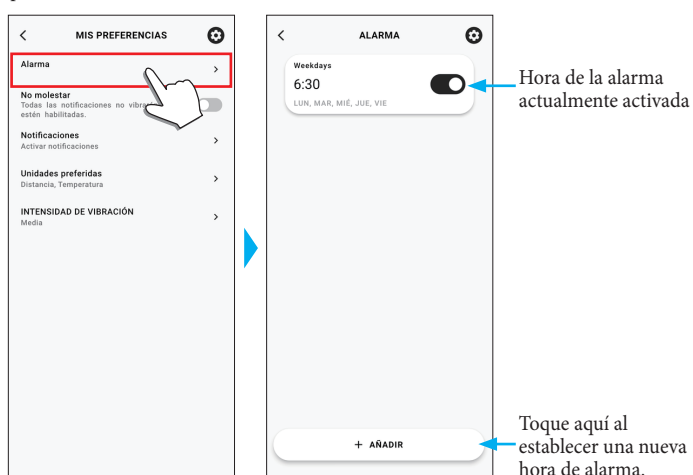 MIS PREFERENCIAS
Alarma
No molestar
Todas las notificaciones no
estén habilitadas.
Notificaciones
Activar notificaciones
Unidades preferidas
Distancia, Temperatura
INTENSIDAD DE VIBRACIÓN
Media
ALARMA
Weekdays
6:30
LUN, MAR, MIÉ, JUE, VIE
+ AÑADIR
Hora de la alarma
actualmente activada
Toque aquí al
establecer una nueva
hora de alarma.